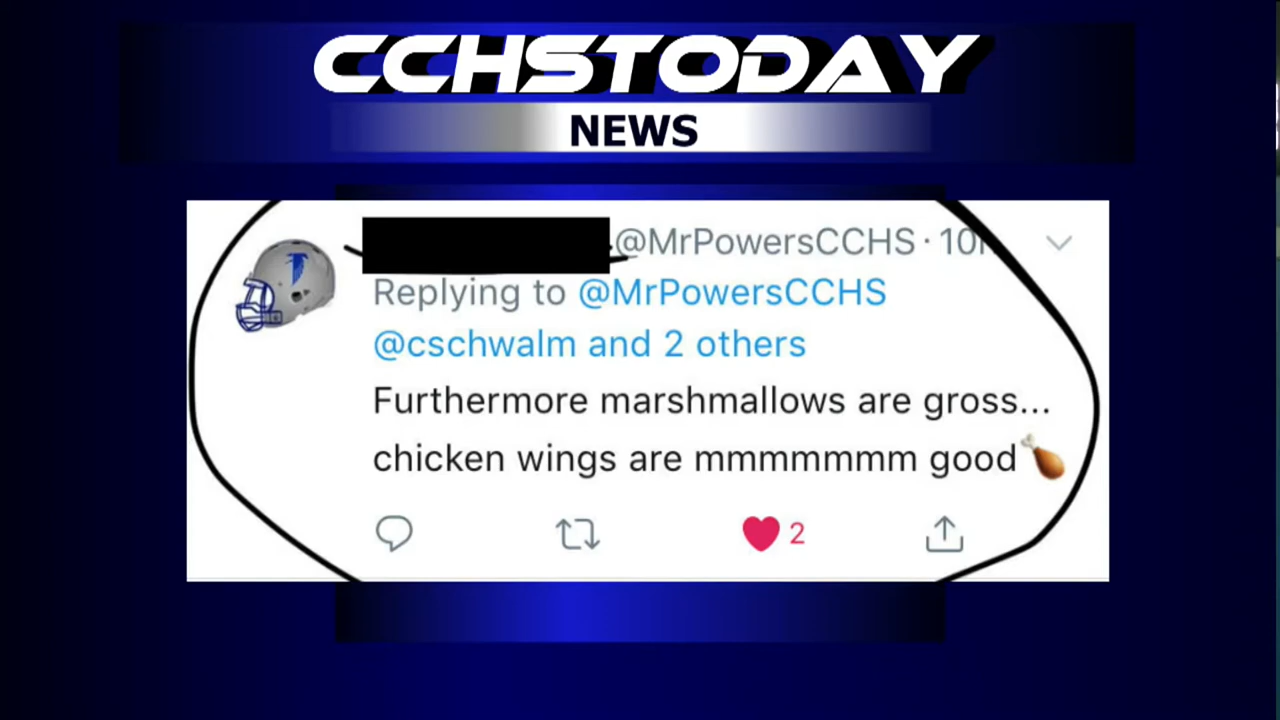 CCHSTODAY
NEWS
@MrPowersCCHS · 10
Replying to @MrPowersCCHS
@cschwalm and 2 others
Furthermore marshmallows are gross...
chicken wings are mmmmmmm good🍗
2